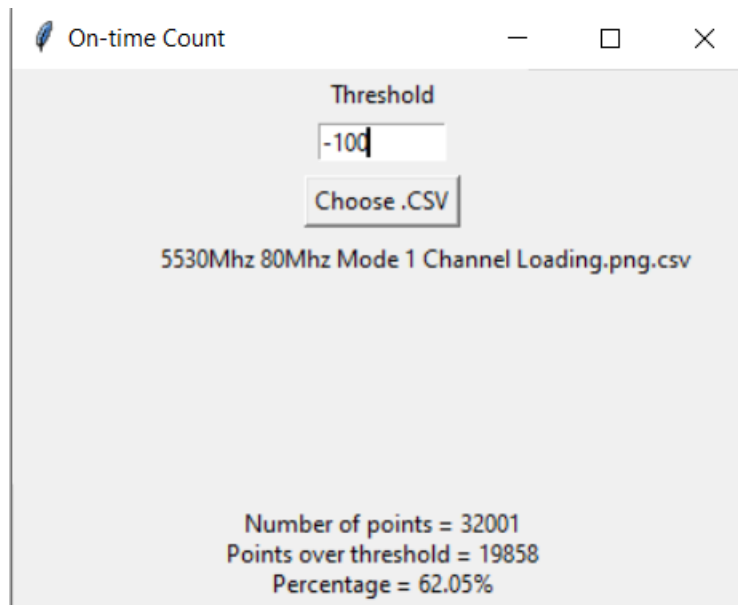 On-time Count
Threshold
-100
Choose .CSV
5530Mhz 80Mhz Mode 1 Channel Loading.png.csv
Number of points = 32001
Points over threshold = 19858
Percentage = 62.05%